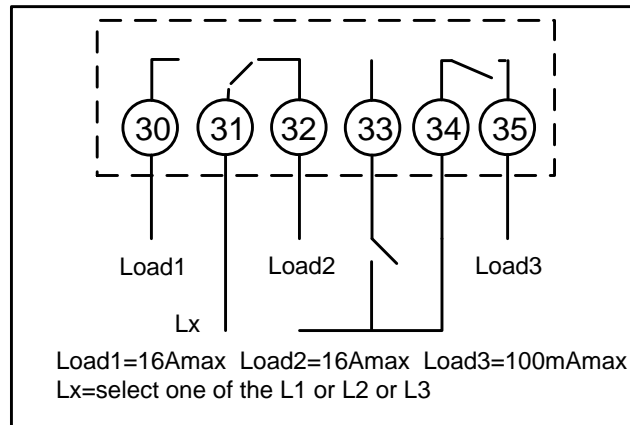 30 31 32 33 34 35
Load1 Load2 Load3
Lx
Load1=16Amax Load2=16Amax Load3=100mAmax
Lx=select one of the L1 or L2 or L3